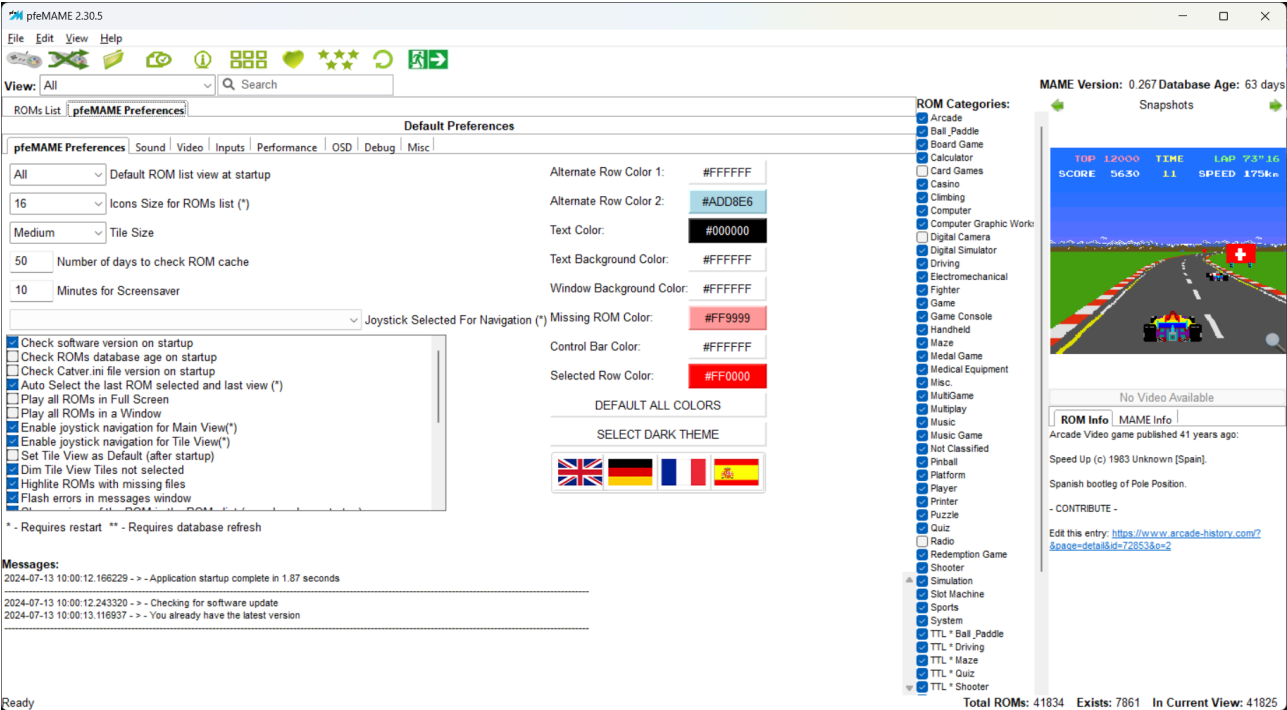 pfeMAME 2.30.5
File Edit View Help
View: All Search
MAME Version: 0.267 Database Age: 63 days
ROMs List pfeMAME Preferences
Default Preferences
pfeMAME Preferences Sound Video Inputs Performance OSD Debug Misc
All Default ROM list view at startup
16 Icons Size for ROMs list (*)
Medium Tile Size
50 Number of days to check ROM cache
10 Minutes for Screensaver
Joystick Selected For Navigation (*)
Check software version on startup
Check ROMs database age on startup
Check Catver.ini file version on startup
Auto Select the last ROM selected and last view (*)
Play all ROMs in Full Screen
Play all ROMs in a Window
Enable joystick navigation for Main View(*)
Enable joystick navigation for Tile View(*)
Set Tile View as Default (after startup)
Dim Tile View Tiles not selected
Highlite ROMs with missing files
Flash errors in messages window
* - Requires restart ** - Requires database refresh
Alternate Row Color 1: #FFFFFF
Alternate Row Color 2: #ADD8E6
Text Color: #000000
Text Background Color: #FFFFFF
Window Background Color: #FFFFFF
Missing ROM Color: #FF9999
Control Bar Color: #FFFFFF
Selected Row Color: #FF0000
DEFAULT ALL COLORS
SELECT DARK THEME
Messages:
2024-07-13 10:00:12.166229 - > - Application startup complete in 1.87 seconds
2024-07-13 10:00:12.243320 - > - Checking for software update
2024-07-13 10:00:13.116937 - > - You already have the latest version
ROM Categories:
Arcade
Ball_Paddle
Board Game
Calculator
Card Games
Casino
Climbing
Computer
Computer Graphic Works
Digital Camera
Digital Simulator
Driving
Electromechanical
Fighter
Game
Game Console
Handheld
Maze
Medal Game
Medical Equipment
Misc.
MultiGame
Multiplay
Music
Music Game
Not Classified
Pinball
Platform
Player
Printer
Puzzle
Quiz
Radio
Redemption Game
Shooter
Simulation
Slot Machine
Sports
System
TTL * Ball_Paddle
TTL * Driving
TTL * Maze
TTL * Quiz
TTL * Shooter
Snapshots
TOP 12000 TIME LAP 73"16
SCORE 5630 11 SPEED 175km
No Video Available
ROM Info MAME Info
Arcade Video game published 41 years ago:
Speed Up (c) 1983 Unknown [Spain].
Spanish bootleg of Pole Position.
- CONTRIBUTE -
Edit this entry: https://www.arcade-history.com/?
&page=detail&id=72853&o=2
Ready
Total ROMs: 41834 Exists: 7861 In Current View: 41825